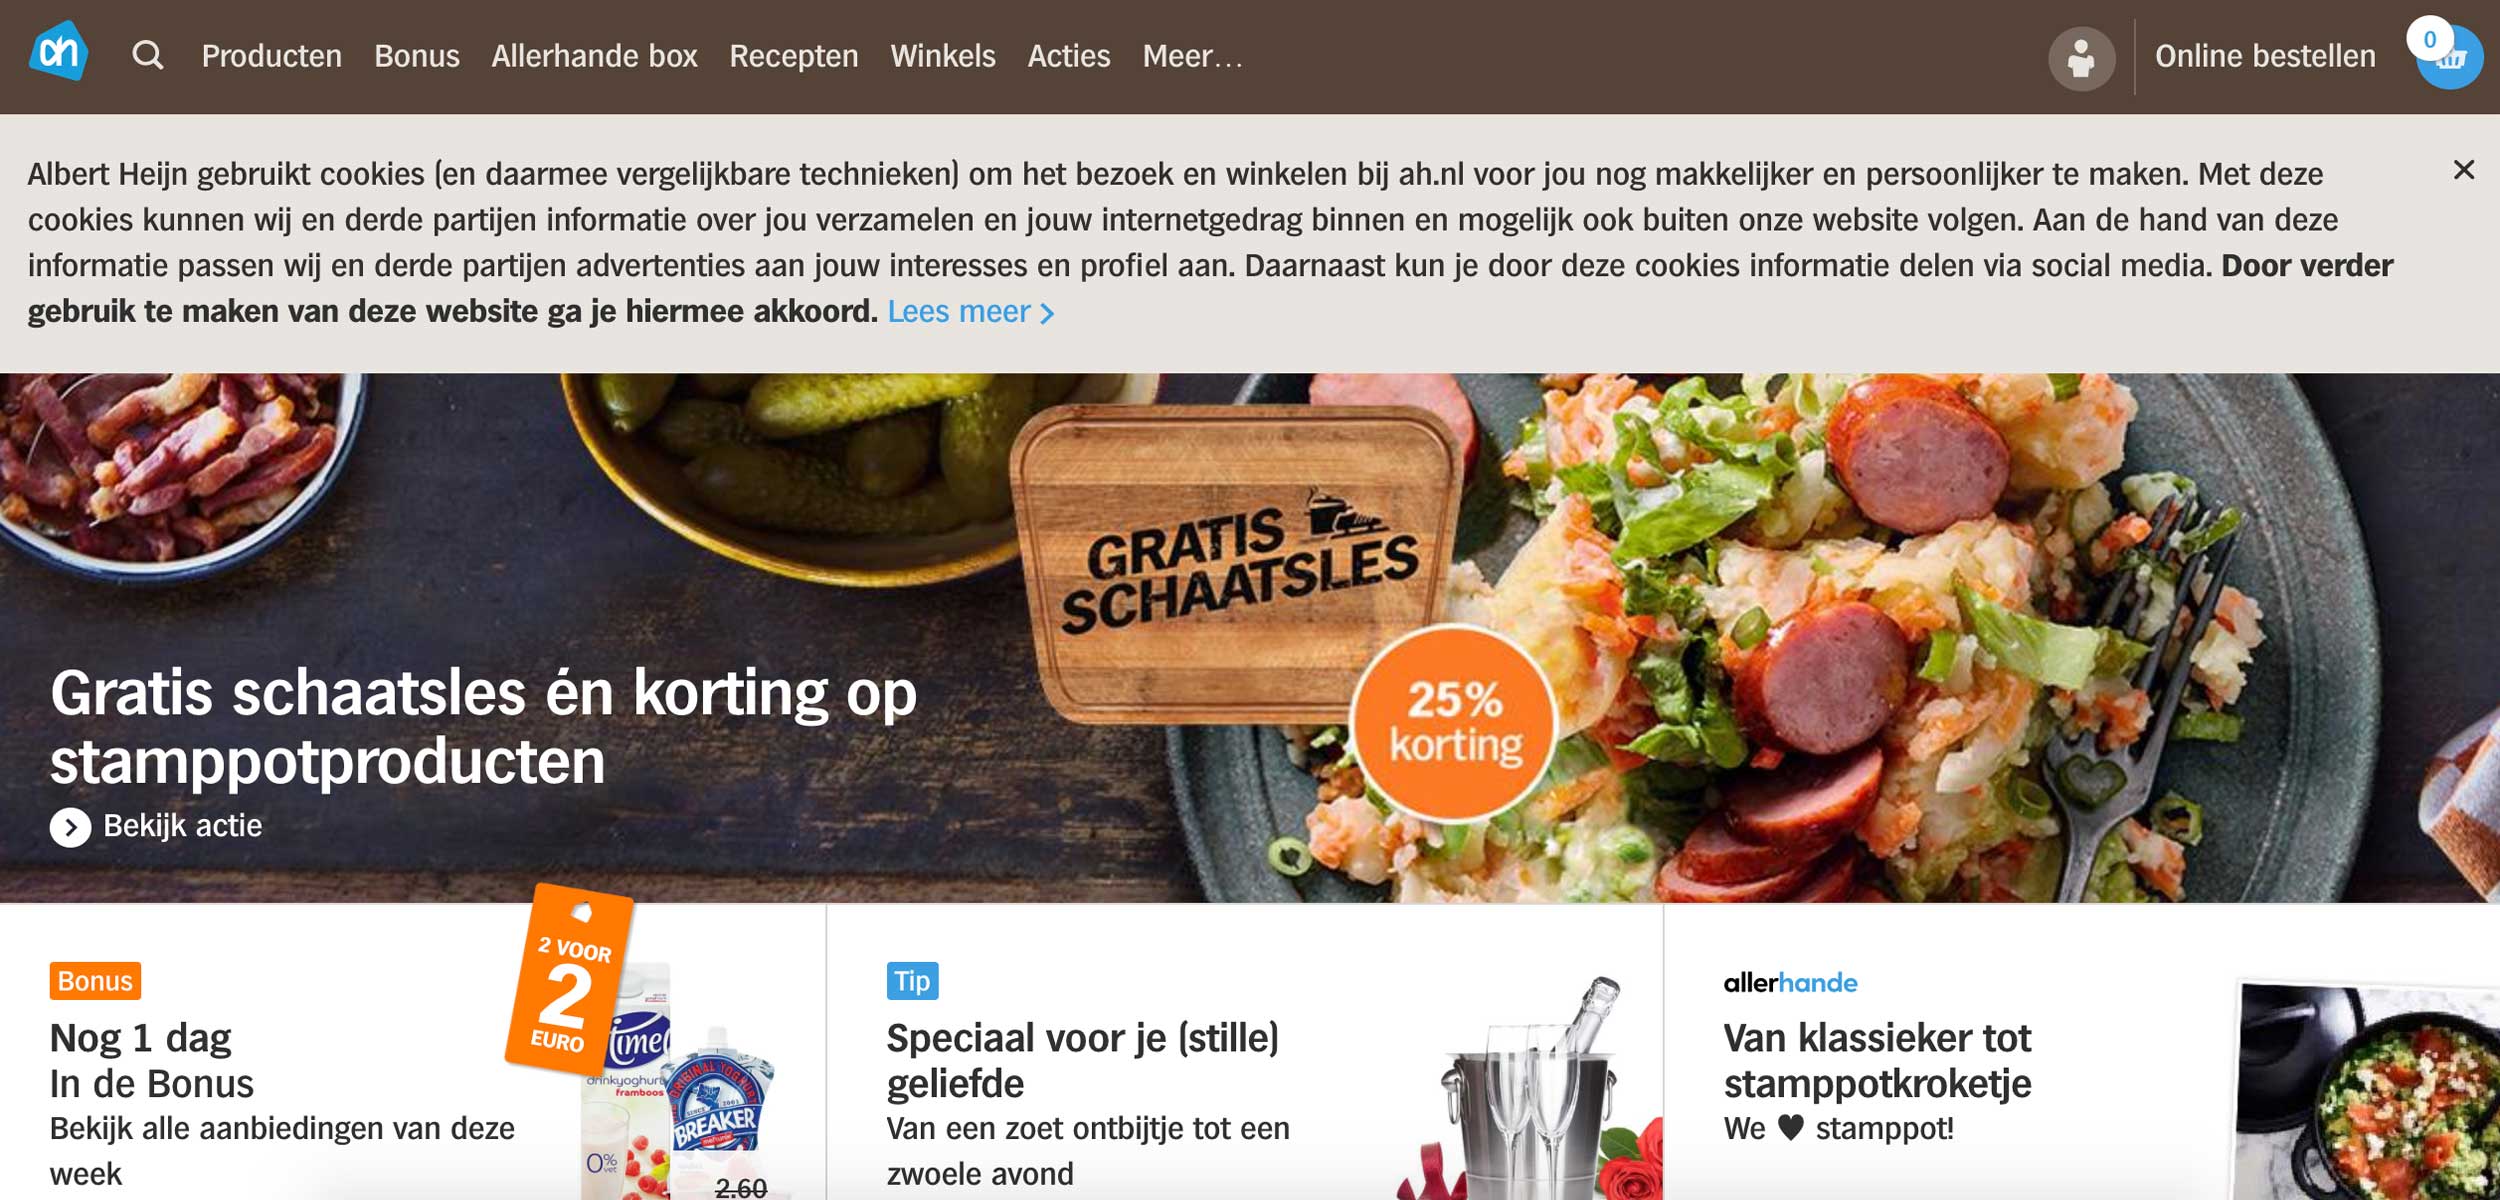 ah
Producten Bonus Allerhande box Recepten Winkels Acties Meer...
Online bestellen
0
Albert Heijn gebruikt cookies (en daarmee vergelijkbare technieken) om het bezoek en winkelen bij ah.nl voor jou nog makkelijker en persoonlijker te maken. Met deze
cookies kunnen wij en derde partijen informatie over jou verzamelen en jouw internetgedrag binnen en mogelijk ook buiten onze website volgen. Aan de hand van deze
informatie passen wij en derde partijen advertenties aan jouw interesses en profiel aan. Daarnaast kun je door deze cookies informatie delen via social media. Door verder
gebruik te maken van deze website ga je hiermee akkoord. Lees meer
GRATIS
SCHAATSLES
25%
korting
Gratis schaatsles én korting op
stamppotproducten
Bekijk actie
Bonus
Nog 1 dag
In de Bonus
Bekijk alle aanbiedingen van deze
week
2 VOOR
2
EURO
drinkyoghurt
framboos
0%
vet
ORIGINAL YOGHURT
SINCE 2001
BREAKER
melkunie
2.60
Tip
Speciaal voor je (stille)
geliefde
Van een zoet ontbijtje tot een
zwoele avond
allerhande
Van klassieker tot
stamppotkroketje
We ♥ stamppot!